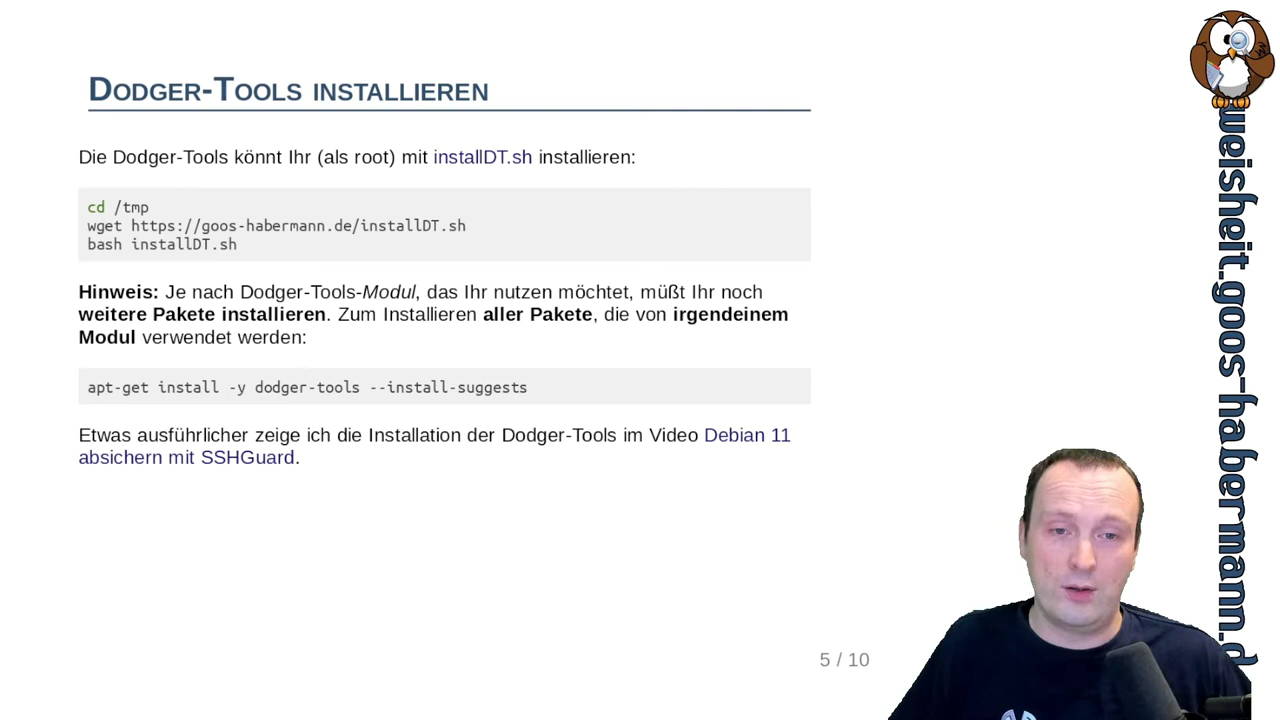 DODGER-TOOLS INSTALLIEREN
Die Dodger-Tools könnt Ihr (als root) mit installDT.sh installieren:
cd /tmp
wget https://goos-habermann.de/installDT.sh
bash installDT.sh
Hinweis: Je nach Dodger-Tools-Modul, das Ihr nutzen möchtet, müßt Ihr noch
weitere Pakete installieren. Zum Installieren aller Pakete, die von irgendeinem
Modul verwendet werden:
apt-get install -y dodger-tools --install-suggests
Etwas ausführlicher zeige ich die Installation der Dodger-Tools im Video Debian 11
absichern mit SSHGuard.
5 / 10
weisheit.goos-habermann.d